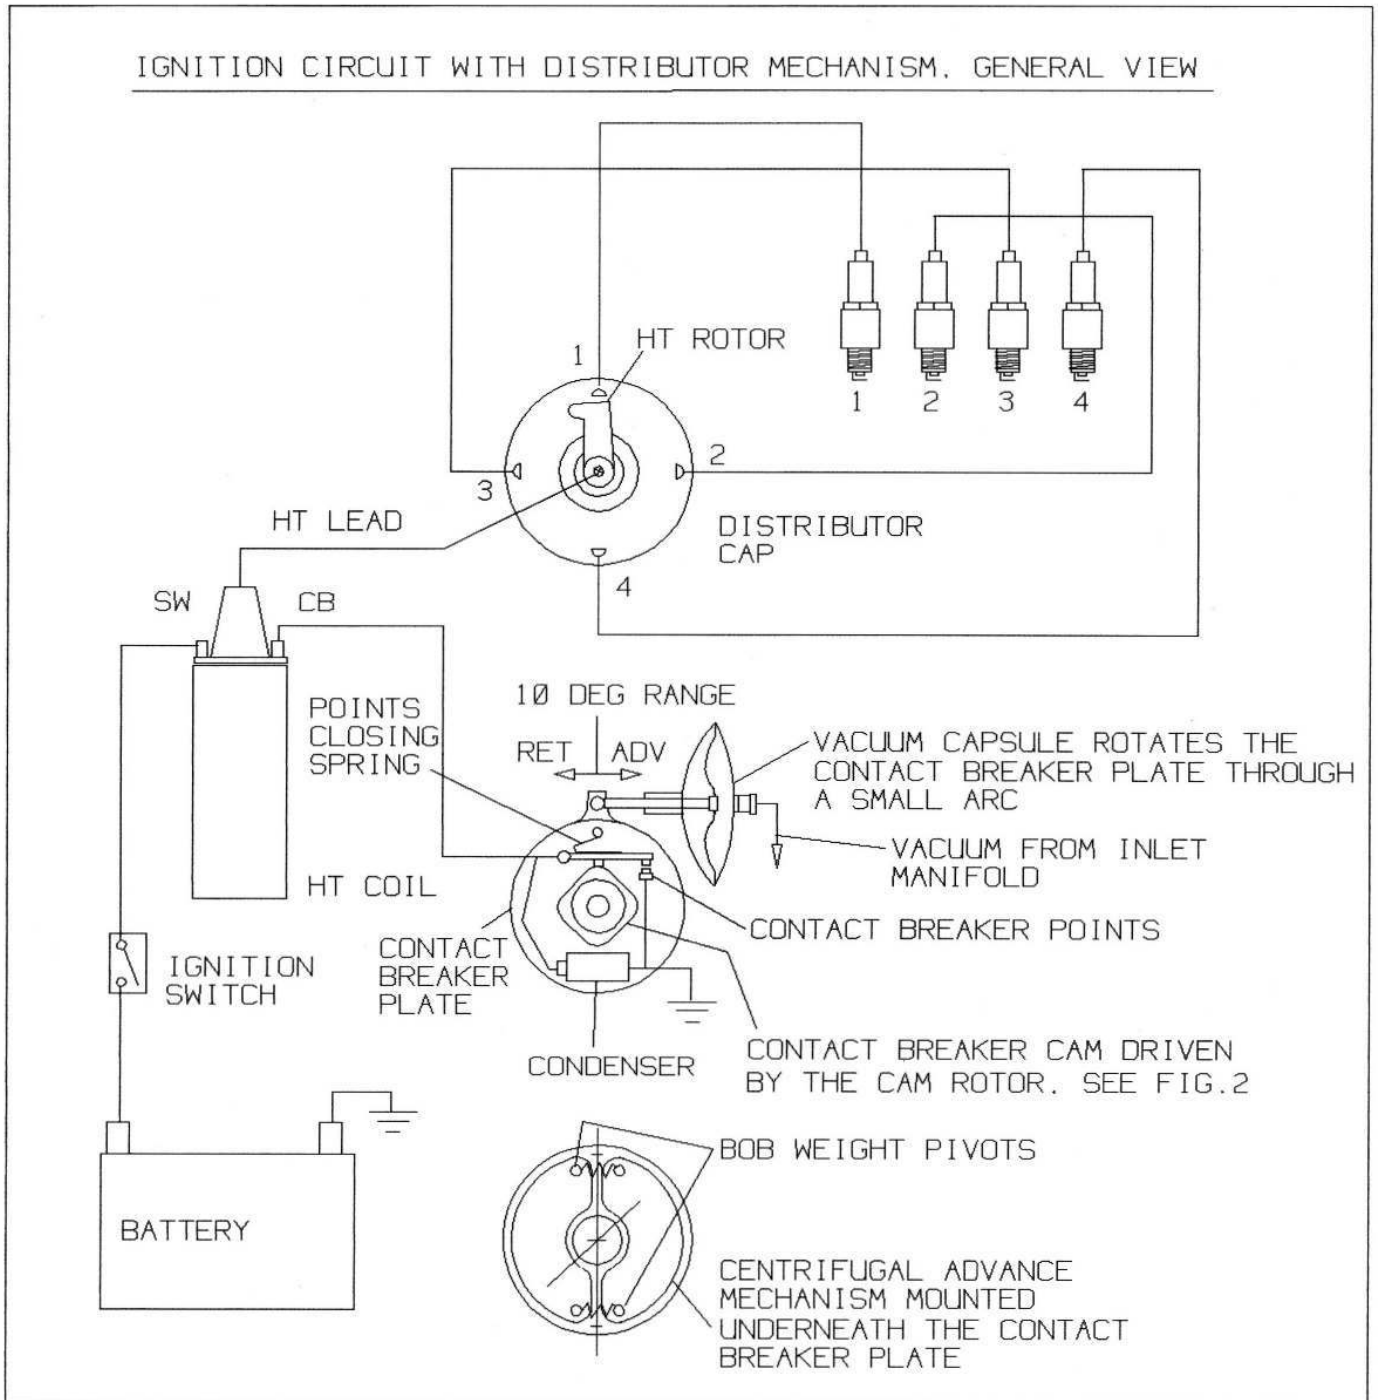 IGNITION CIRCUIT WITH DISTRIBUTOR MECHANISM. GENERAL VIEW
HT ROTOR
1
1
2
3
4
2
3
HT LEAD
DISTRIBUTOR
CAP
4
SW
CB
10 DEG RANGE
POINTS
CLOSING
SPRING
RET
ADV
VACUUM CAPSULE ROTATES THE
CONTACT BREAKER PLATE THROUGH
A SMALL ARC
VACUUM FROM INLET
MANIFOLD
HT COIL
CONTACT BREAKER POINTS
CONTACT
BREAKER
PLATE
IGNITION
SWITCH
CONDENSER
CONTACT BREAKER CAM DRIVEN
BY THE CAM ROTOR. SEE FIG.2
BOB WEIGHT PIVOTS
BATTERY
CENTRIFUGAL ADVANCE
MECHANISM MOUNTED
UNDERNEATH THE CONTACT
BREAKER PLATE